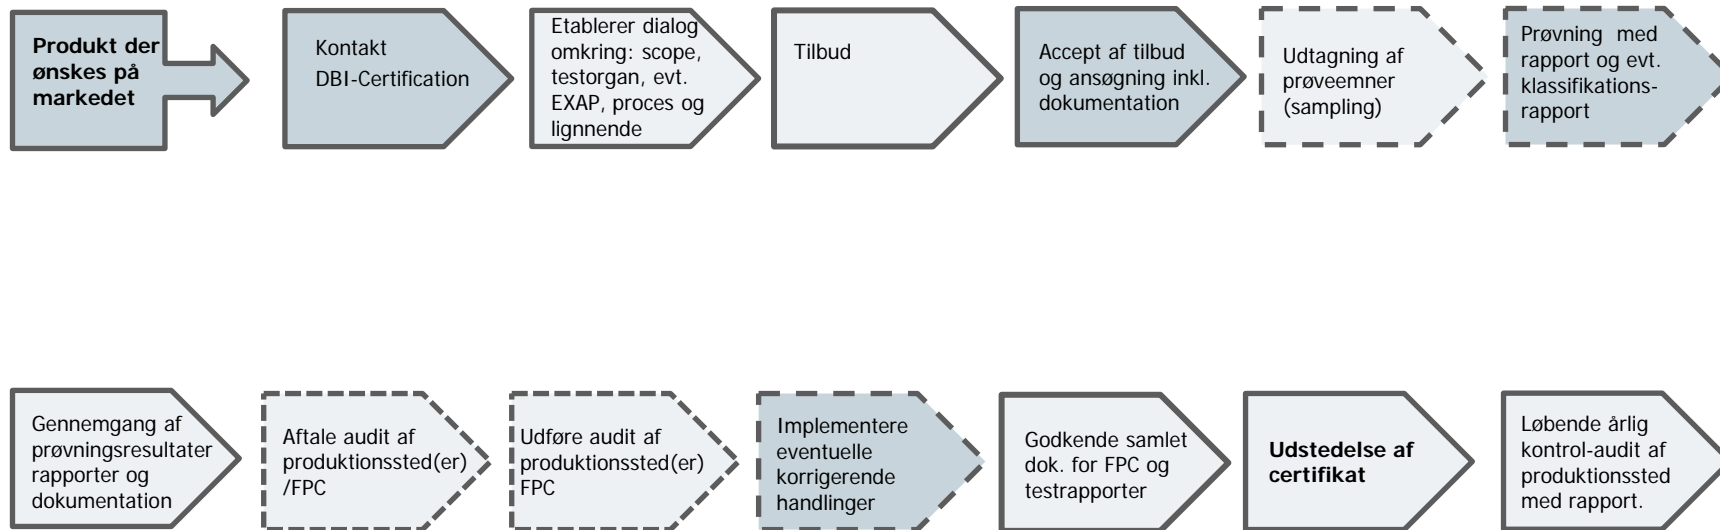 Produkt der
ønskes på
markedet
Kontakt
DBI-Certification
Etablerer dialog
omkring: scope,
testorgan, evt.
EXAP, proces og
lignnende
Tilbud
Accept af tilbud
og ansøgning inkl.
dokumentation
Udtagning af
prøveemner
(sampling)
Prøvning med
rapport og evt.
klassifikations-
rapport
Gennemgang af
prøvningsresultater
rapporter og
dokumentation
Aftale audit af
produktionssted(er)
/FPC
Udføre audit af
produktionssted(er)
FPC
Implementere
eventuelle
korrigerende
handlinger
Godkende samlet
dok. for FPC og
testrapporter
Udstedelse af
certifikat
Løbende årlig
kontrol-audit af
produktionssted
med rapport.